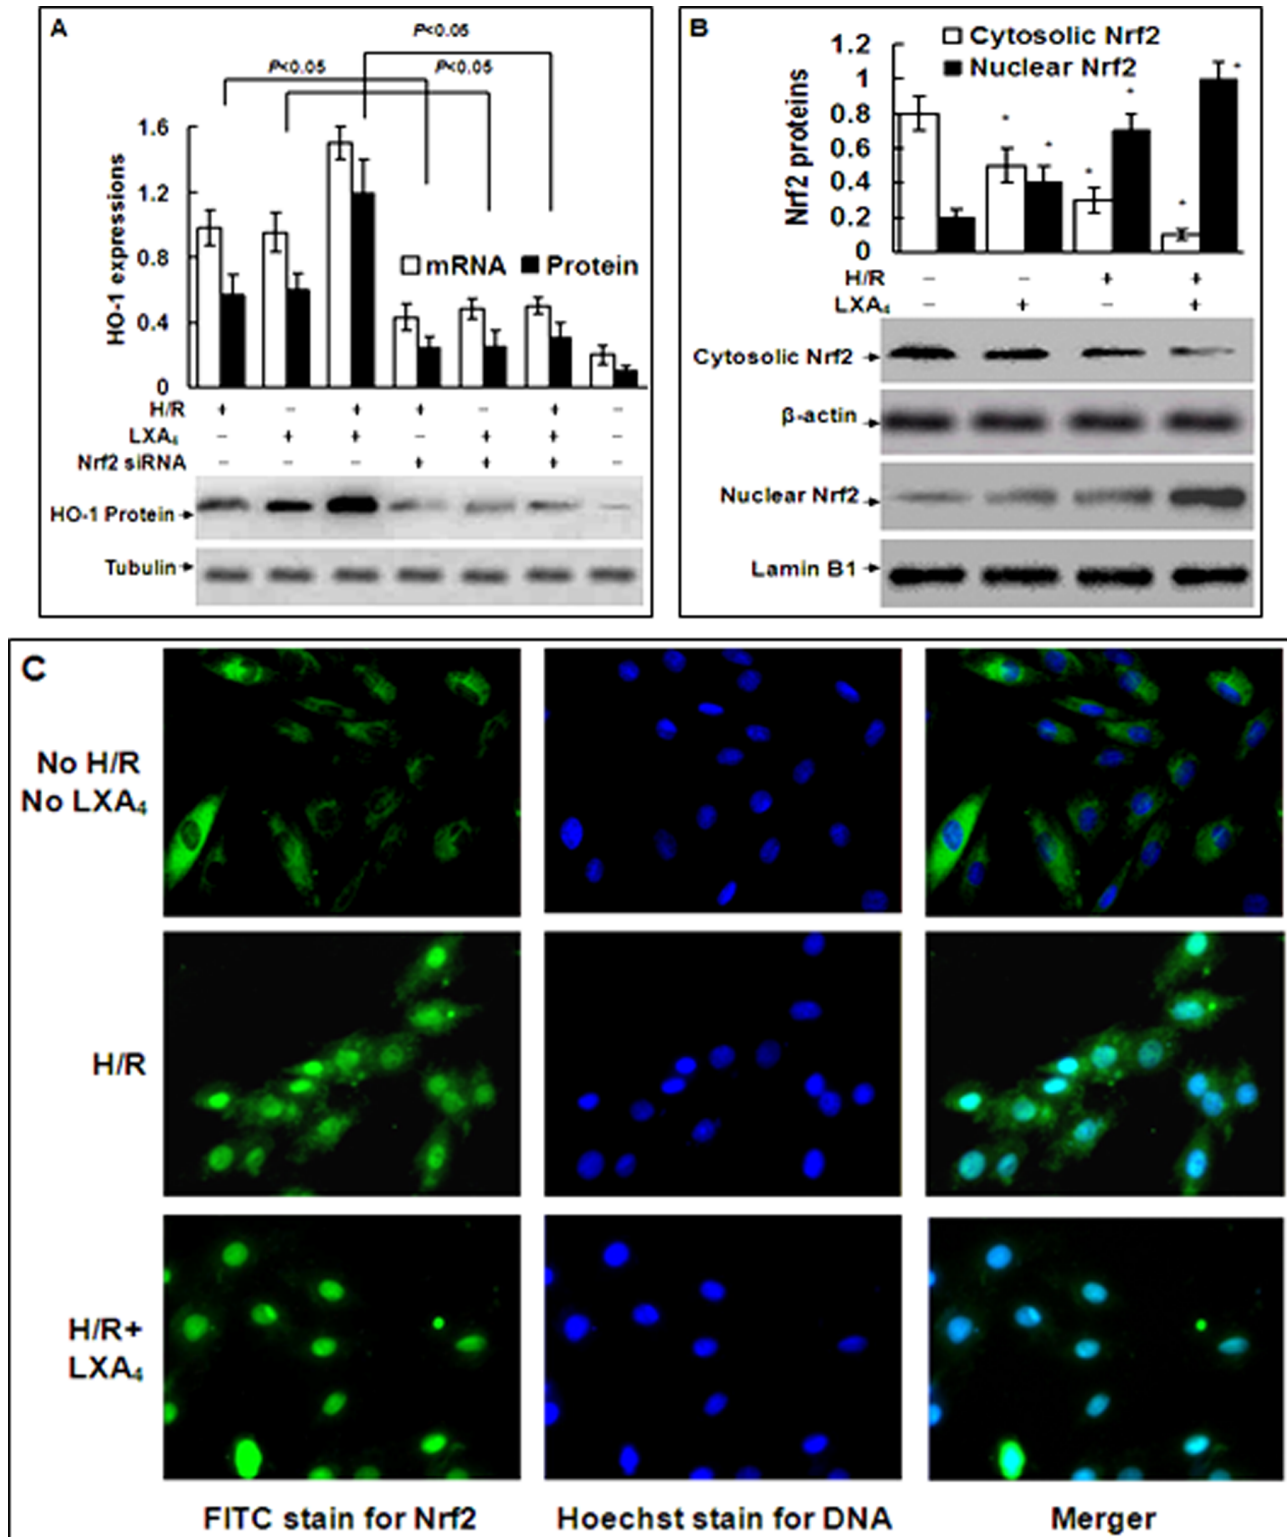 A
P<0.05
P<0.05
P<0.05
HO-1 expressions
1.6
1.2
0.8
0.4
0
mRNA
Protein
H/R + − + + − + −
LXA₄ − + + − + + −
Nrf2 siRNA − − − + + + −
HO-1 Protein
Tubulin
B
Cytosolic Nrf2
Nuclear Nrf2
Nrf2 proteins
1.2
1
0.8
0.6
0.4
0.2
0
* * * * * *
H/R − − + +
LXA₄ − + − +
Cytosolic Nrf2
β-actin
Nuclear Nrf2
Lamin B1
C
No H/R
No LXA₄
H/R
H/R+
LXA₄
FITC stain for Nrf2
Hoechst stain for DNA
Merger